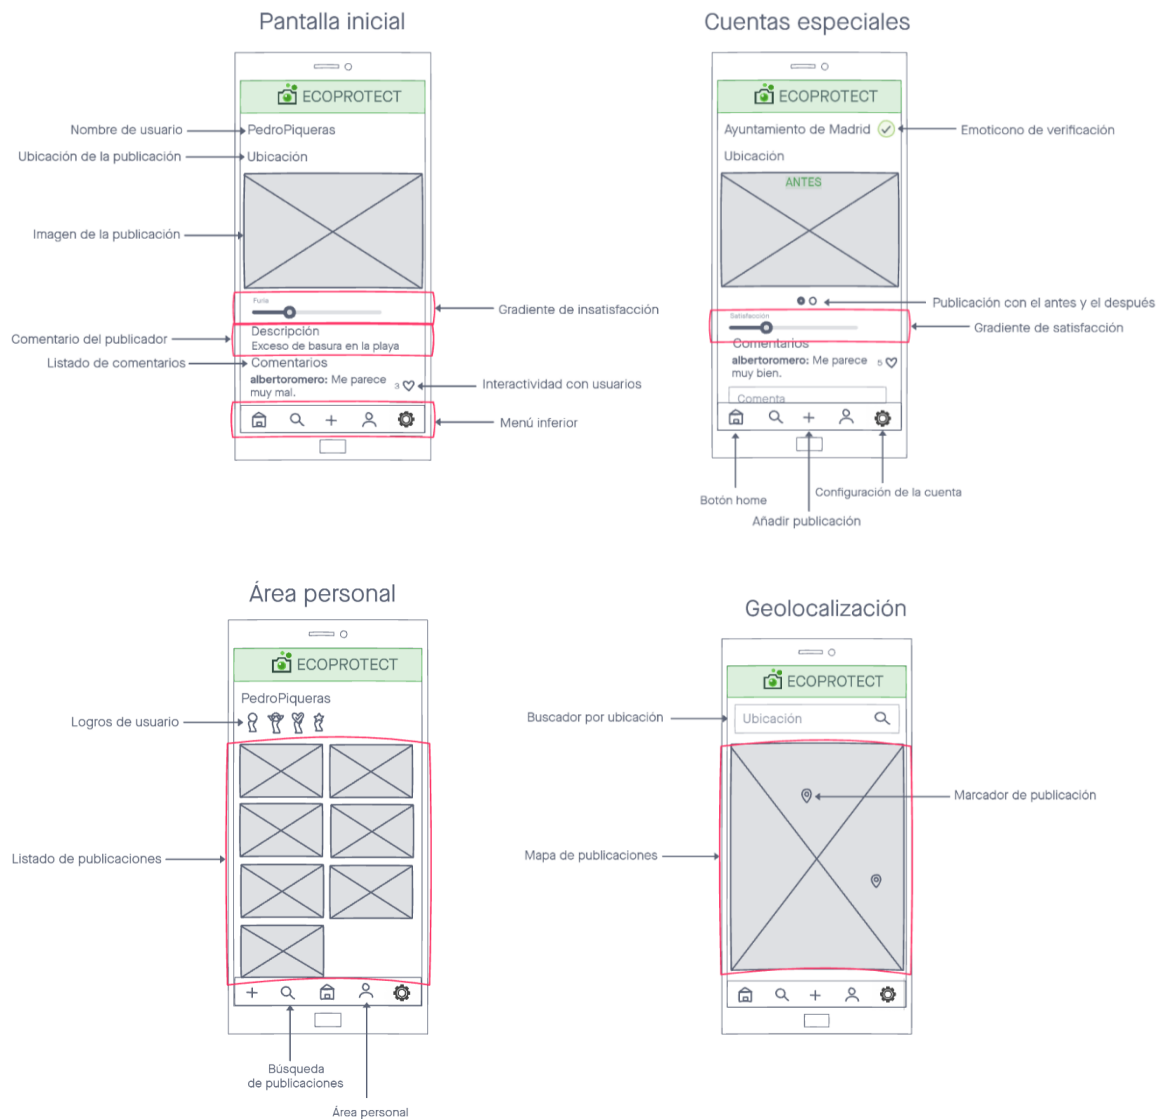 Pantalla inicial
ECOPROTECT
Nombre de usuario
PedroPiqueras
Ubicación de la publicación
Ubicación
Imagen de la publicación
Furia
Gradiente de insatisfacción
Comentario del publicador
Descripción
Exceso de basura en la playa
Listado de comentarios
Comentarios
albertoromero: Me parece
muy mal.
3
Interactividad con usuarios
Menú inferior
Cuentas especiales
ECOPROTECT
Ayuntamiento de Madrid
Emoticono de verificación
Ubicación
ANTES
Publicación con el antes y el después
Satisfacción
Gradiente de satisfacción
Comentarios
albertoromero: Me parece
muy bien.
5
Comenta
Botón home
Configuración de la cuenta
Añadir publicación
Área personal
ECOPROTECT
PedroPiqueras
Logros de usuario
Listado de publicaciones
Búsqueda
de publicaciones
Área personal
Geolocalización
ECOPROTECT
Buscador por ubicación
Ubicación
Marcador de publicación
Mapa de publicaciones